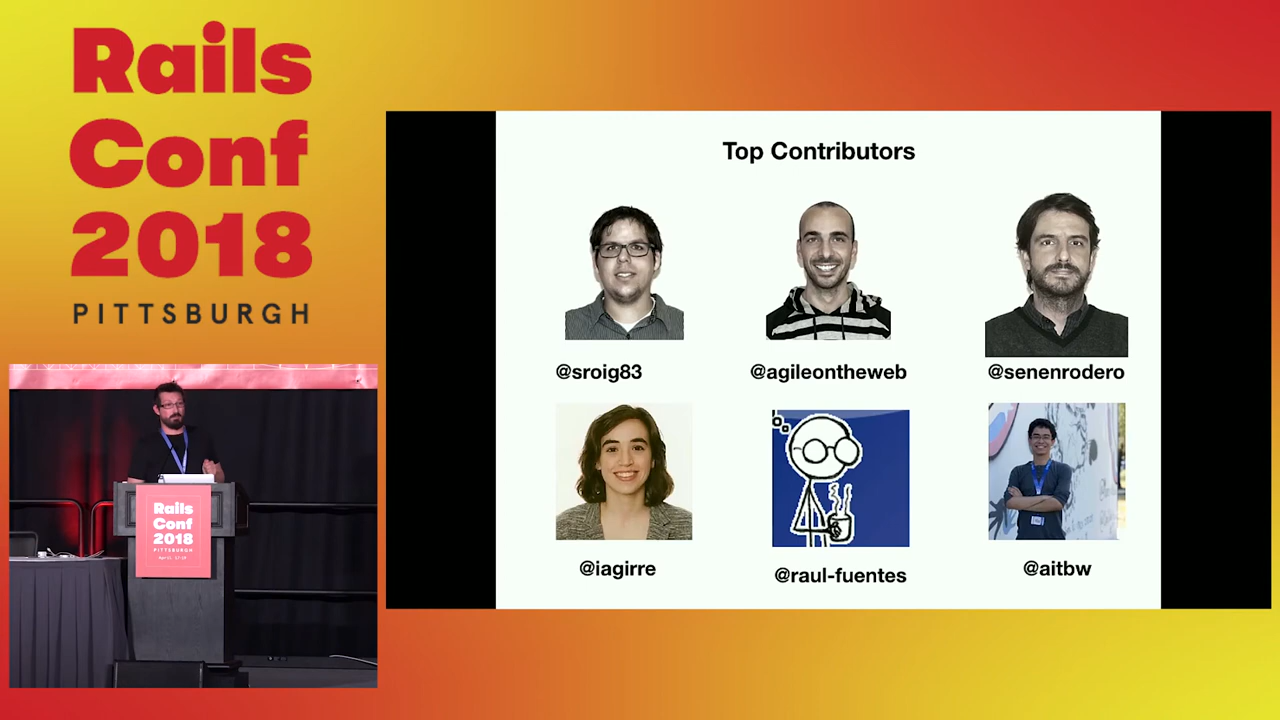 Rails
Conf
2018
PITTSBURGH
Top Contributors
@sroig83
@agileontheweb
@senenrodero
@iagirre
@raul-fuentes
@aitbw
Rails
Conf
2018
PITTSBURGH